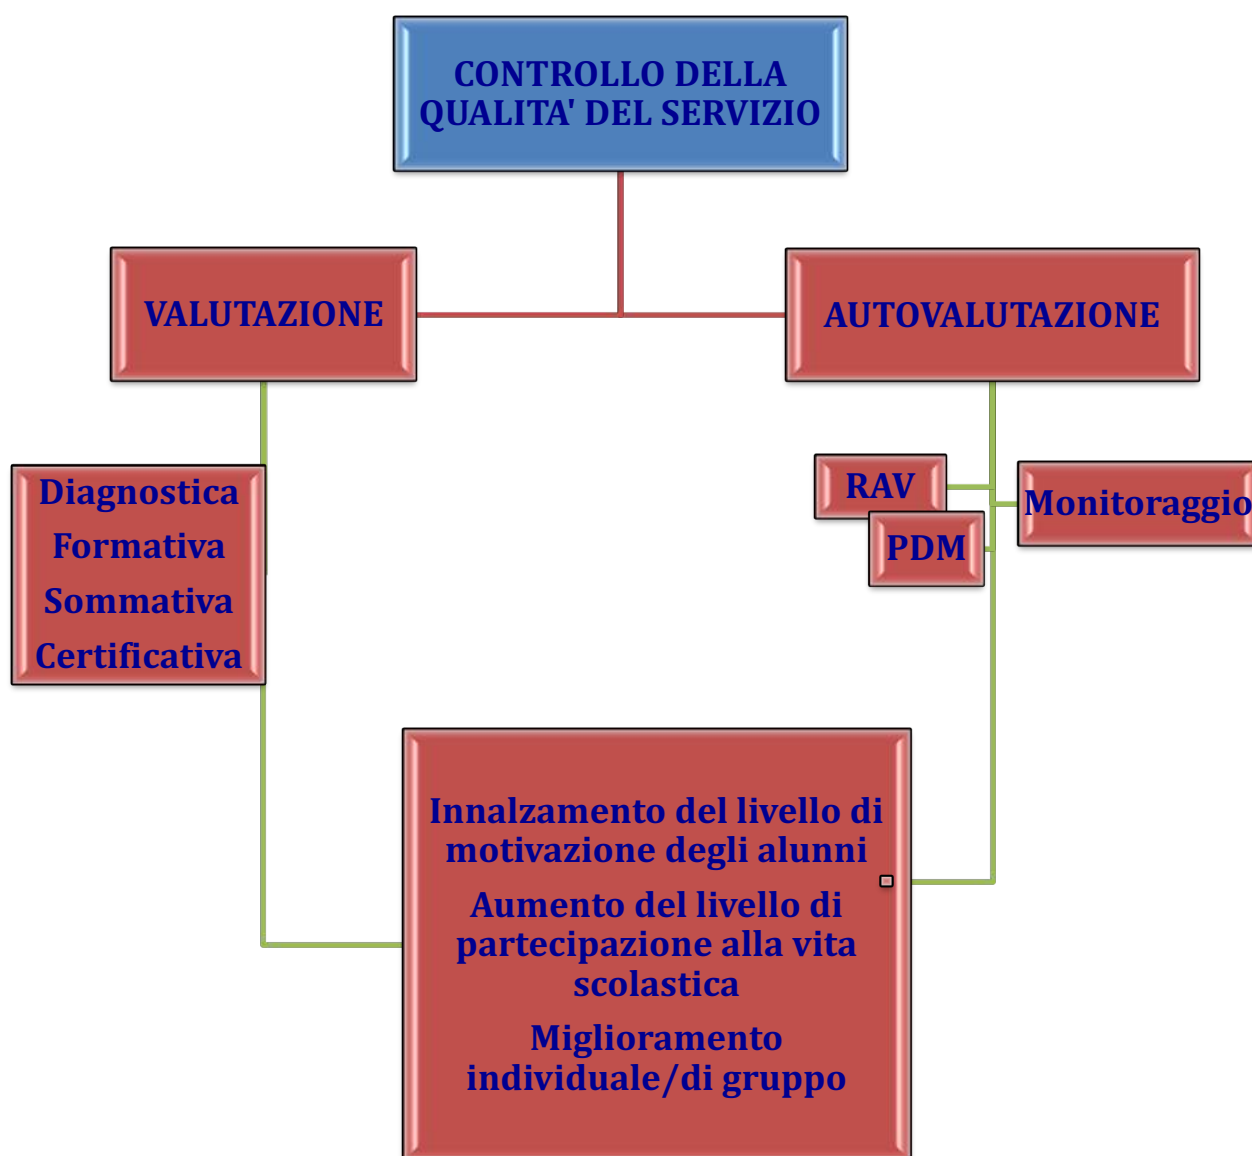 CONTROLLO DELLA
QUALITA' DEL SERVIZIO
VALUTAZIONE
AUTOVALUTAZIONE
Diagnostica
Formativa
Sommativa
Certificativa
RAV
PDM
Monitoraggio
Innalzamento del livello di
motivazione degli alunni
Aumento del livello di
partecipazione alla vita
scolastica
Miglioramento
individuale/di gruppo